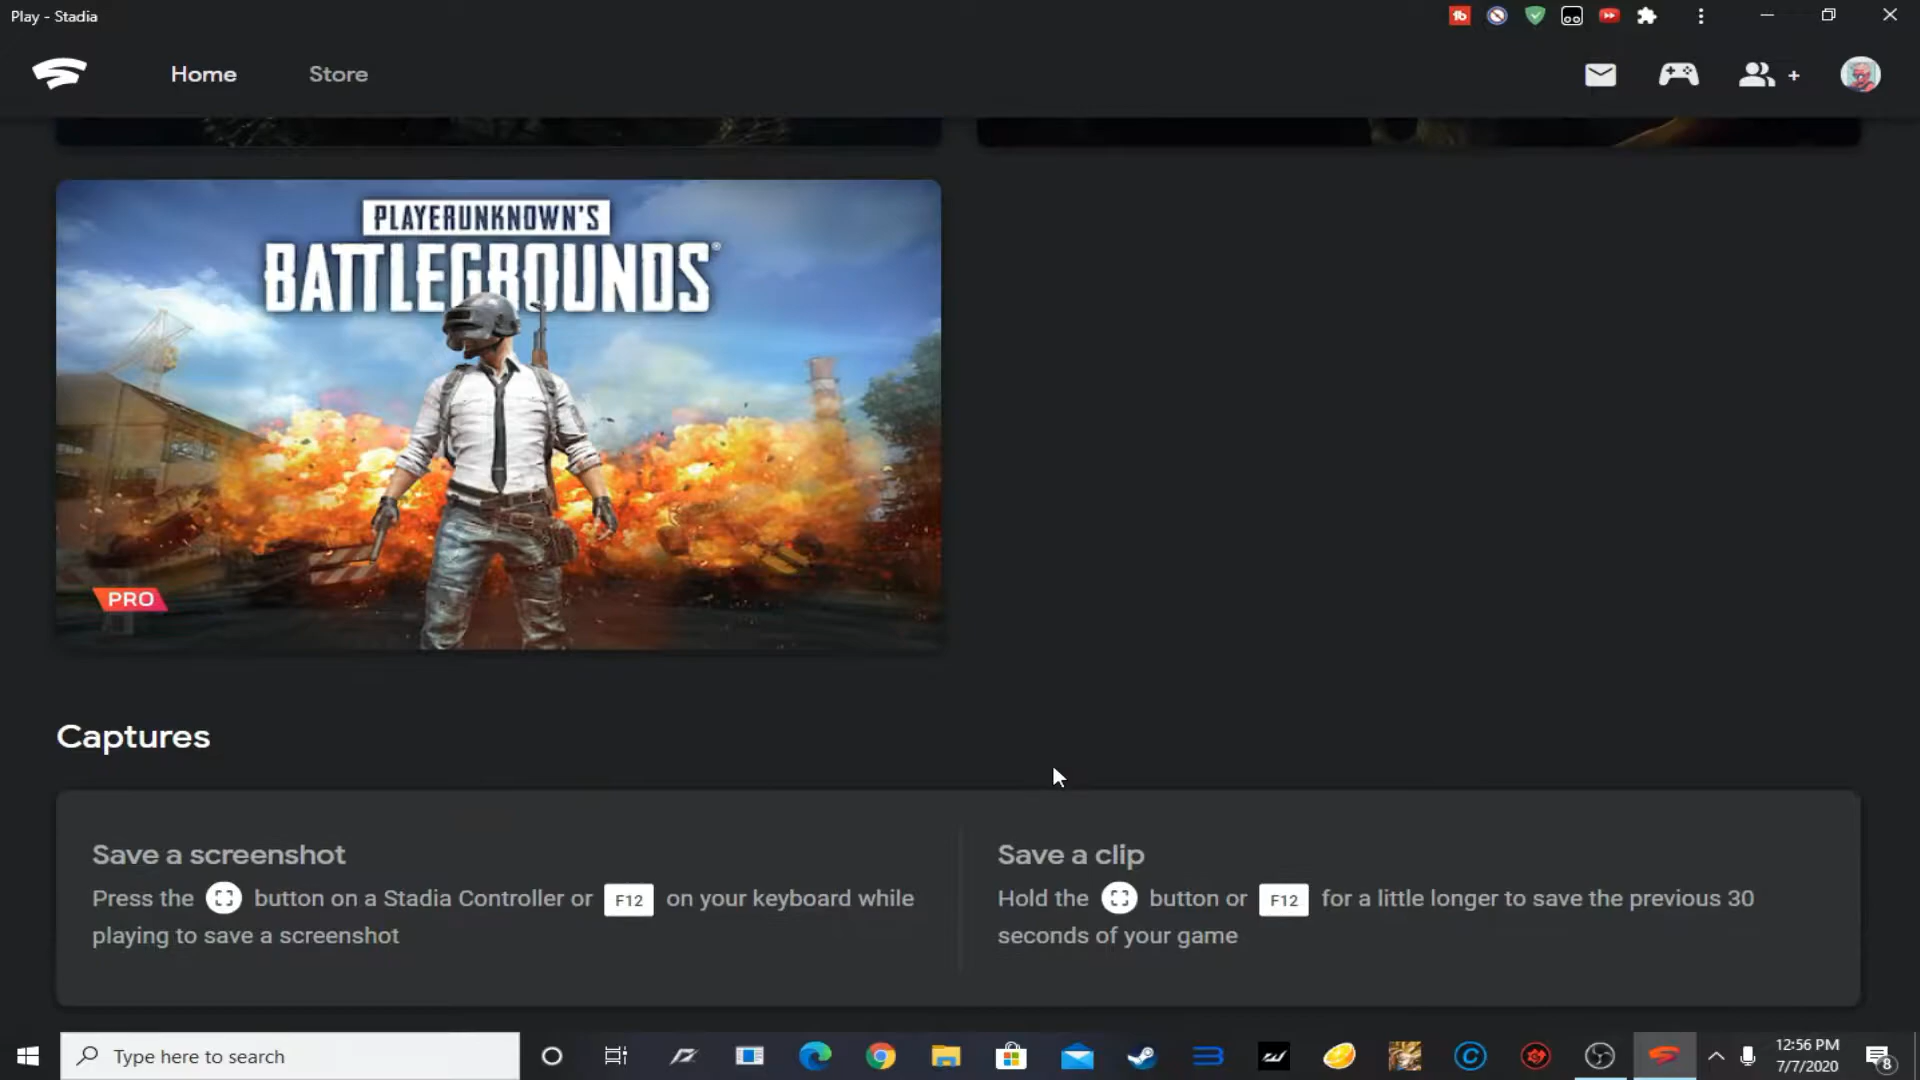 Play - Stadia
Home
Store
PLAYERUNKNOWN'S
BATTLEGROUNDS®
PRO
Captures
Save a screenshot
Press the button on a Stadia Controller or F12 on your keyboard while
playing to save a screenshot
Save a clip
Hold the button or F12 for a little longer to save the previous 30
seconds of your game
Type here to search
12:56 PM
7/7/2020
8